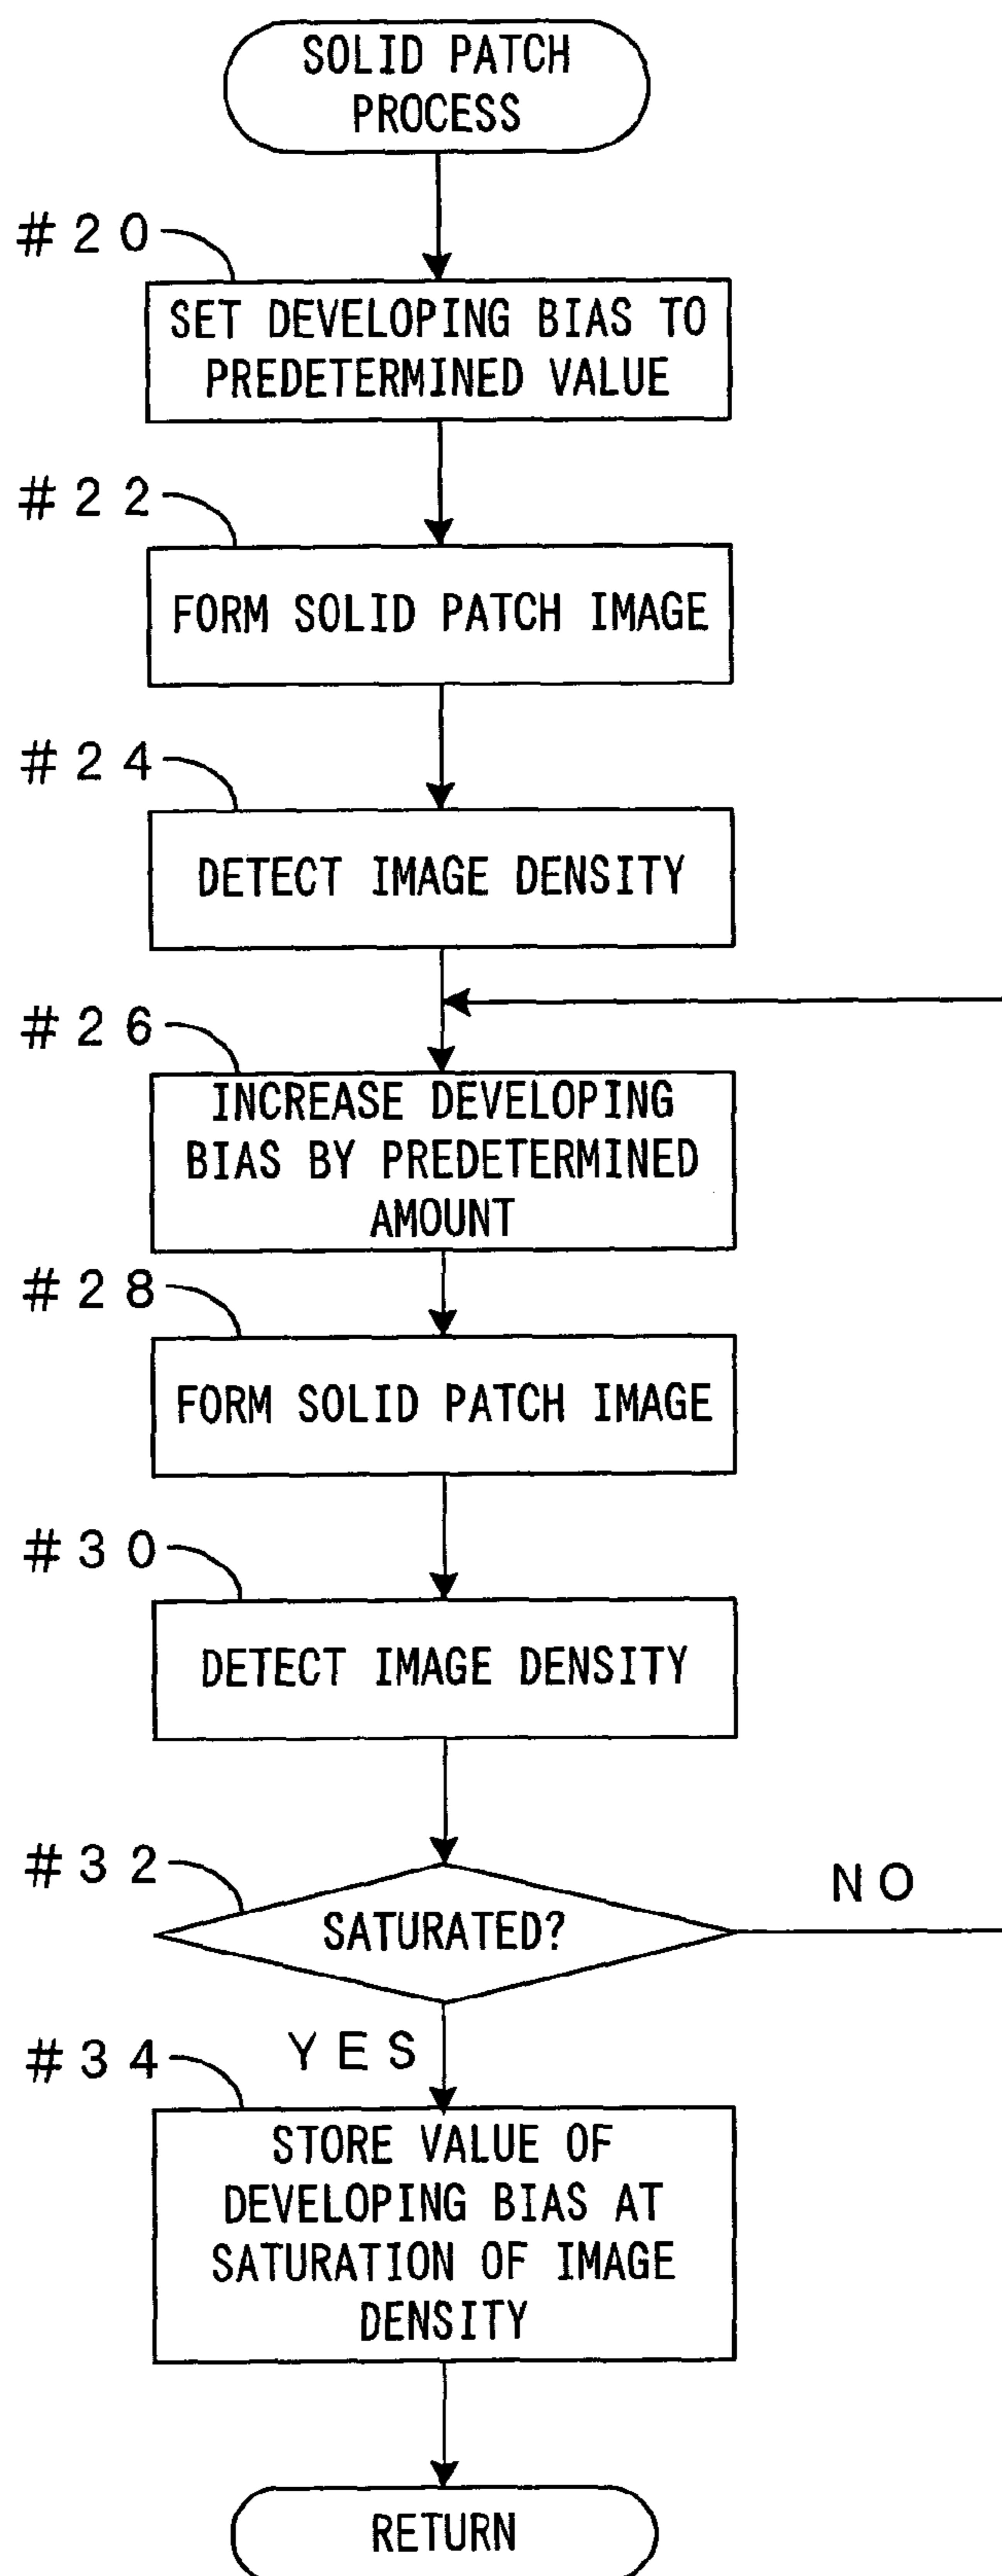 SOLID PATCH
PROCESS
#20
SET DEVELOPING BIAS TO
PREDETERMINED VALUE
#22
FORM SOLID PATCH IMAGE
#24
DETECT IMAGE DENSITY
#26
INCREASE DEVELOPING
BIAS BY PREDETERMINED
AMOUNT
#28
FORM SOLID PATCH IMAGE
#30
DETECT IMAGE DENSITY
#32
SATURATED?
NO
YES
#34
STORE VALUE OF
DEVELOPING BIAS AT
SATURATION OF IMAGE
DENSITY
RETURN